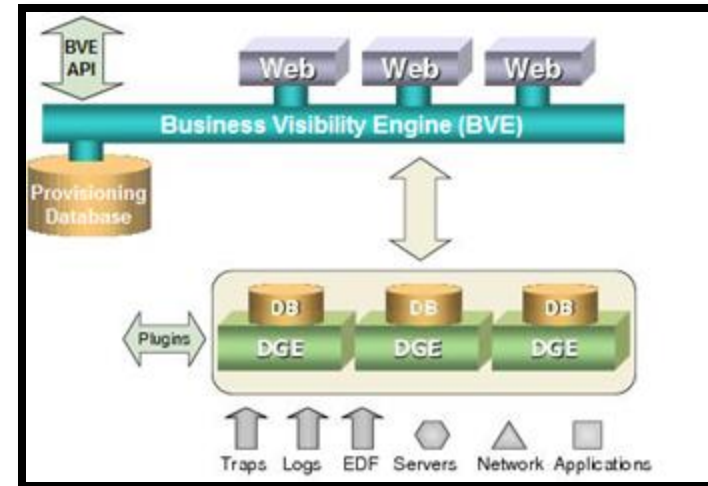 BVE
API
Web
Web
Web
Business Visibility Engine (BVE)
Provisioning
Database
DB
DB
DB
Plugins
DGE
DGE
DGE
Traps
Logs
EDF
Servers
Network
Applications